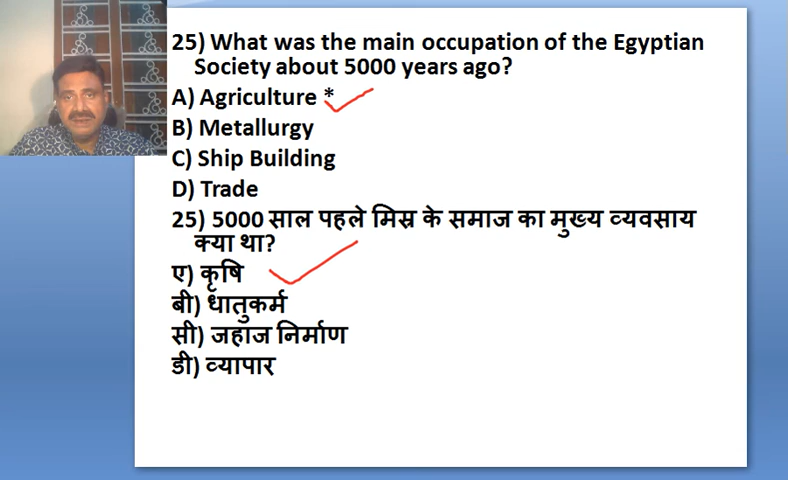 25) What was the main occupation of the Egyptian
Society about 5000 years ago?
A) Agriculture *
B) Metallurgy
C) Ship Building
D) Trade
25) 5000 साल पहले मिस्र के समाज का मुख्य व्यवसाय
क्या था?
ए) कृषि
बी) धातुकर्म
सी) जहाज निर्माण
डी) व्यापार